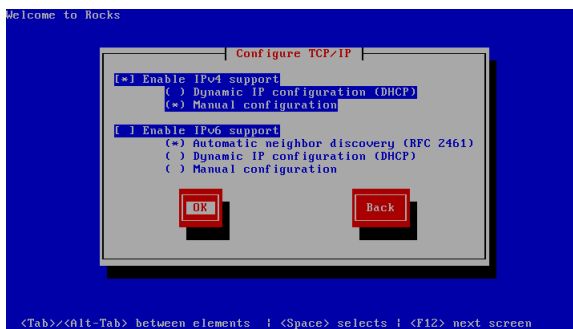 Welcome to Rocks
Configure TCP/IP
[*] Enable IPv4 support
( ) Dynamic IP configuration (DHCP)
(*) Manual configuration
[ ] Enable IPv6 support
(*) Automatic neighbor discovery (RFC 2461)
( ) Dynamic IP configuration (DHCP)
( ) Manual configuration
OK Back
<Tab>/<Alt-Tab> between elements | <Space> selects | <F12> next screen